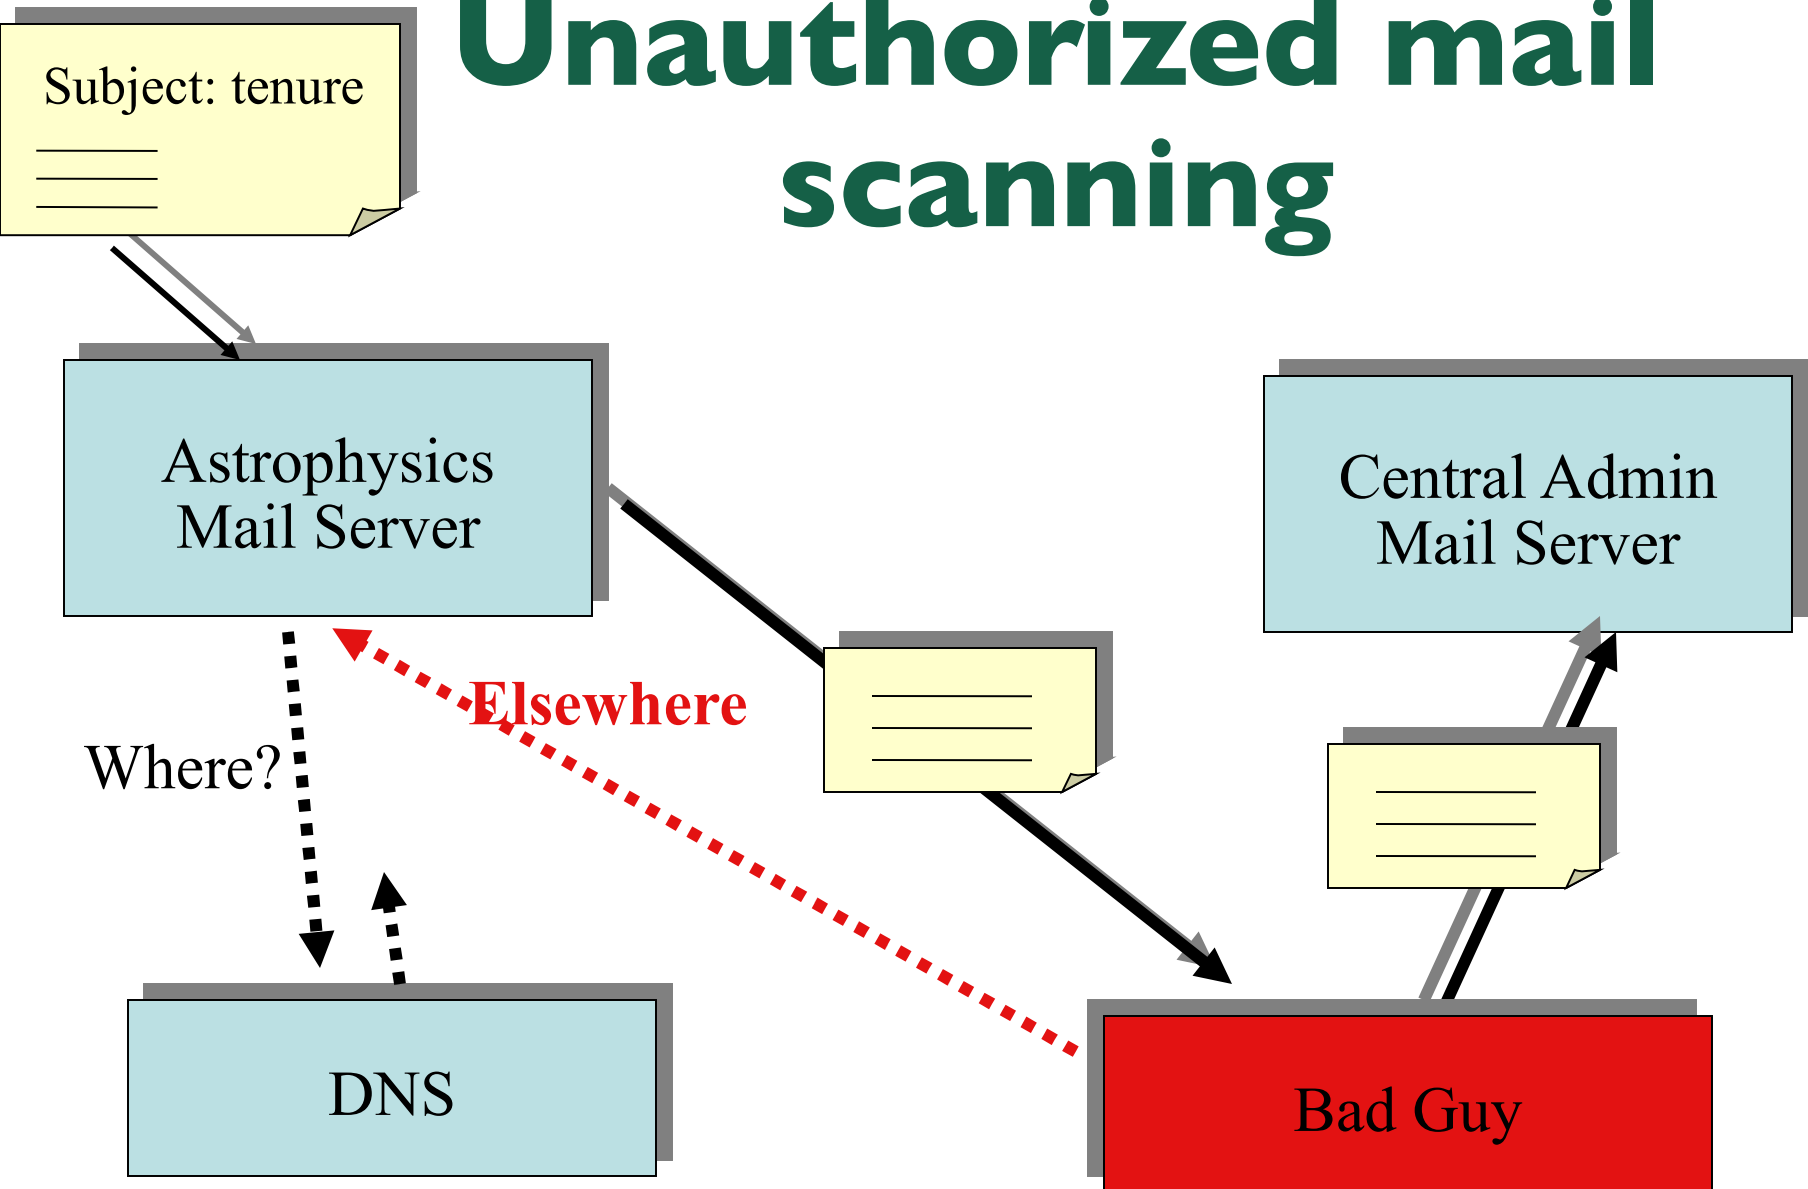 Unauthorized mail
scanning
Subject: tenure
Astrophysics
Mail Server
Central Admin
Mail Server
Elsewhere
Where?
DNS
Bad Guy